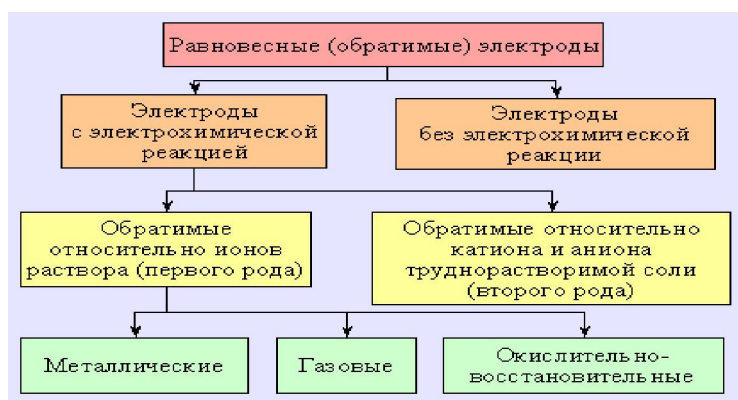 Равновесные (обратимые) электроды
Электроды
с электрохимической
реакцией
Электроды
без электрохимической
реакции
Обратимые
относительно ионов
раствора (первого рода)
Обратимые относительно
катиона и аниона
труднорастворимой соли
(второго рода)
Металлические
Газовые
Окислительно-
восстановительные